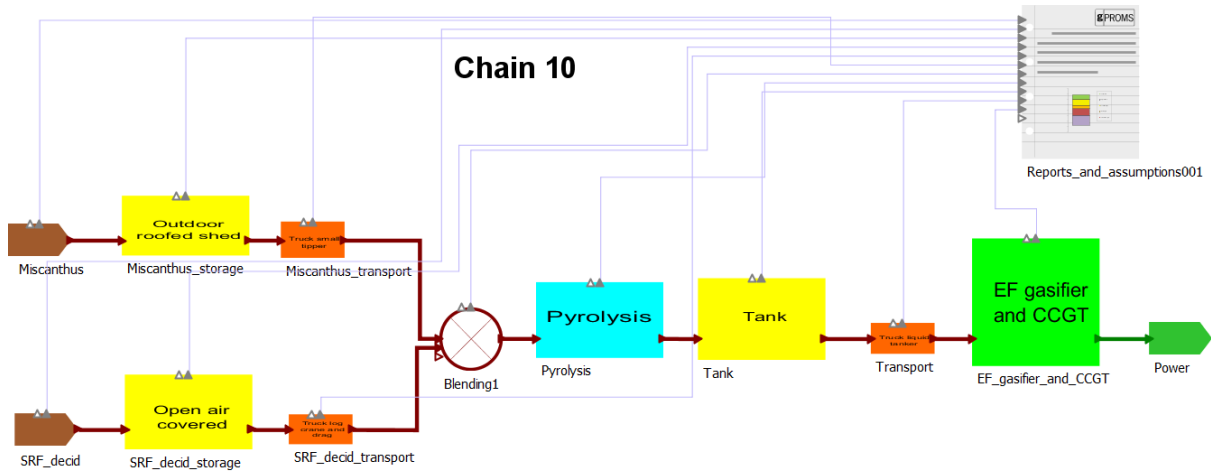 gPROMS
Chain 10
Reports_and_assumptions001
Outdoor
roofed shed
Truck small
tipper
Miscanthus
Miscanthus_storage
Miscanthus_transport
EF gasifier
and CCGT
Pyrolysis
Tank
Truck liquid
tanker
Blending1
Pyrolysis
Tank
Transport
EF_gasifier_and_CCGT
Power
Open air
covered
Truck log
crane and
drag
SRF_decid
SRF_decid_storage
SRF_decid_transport